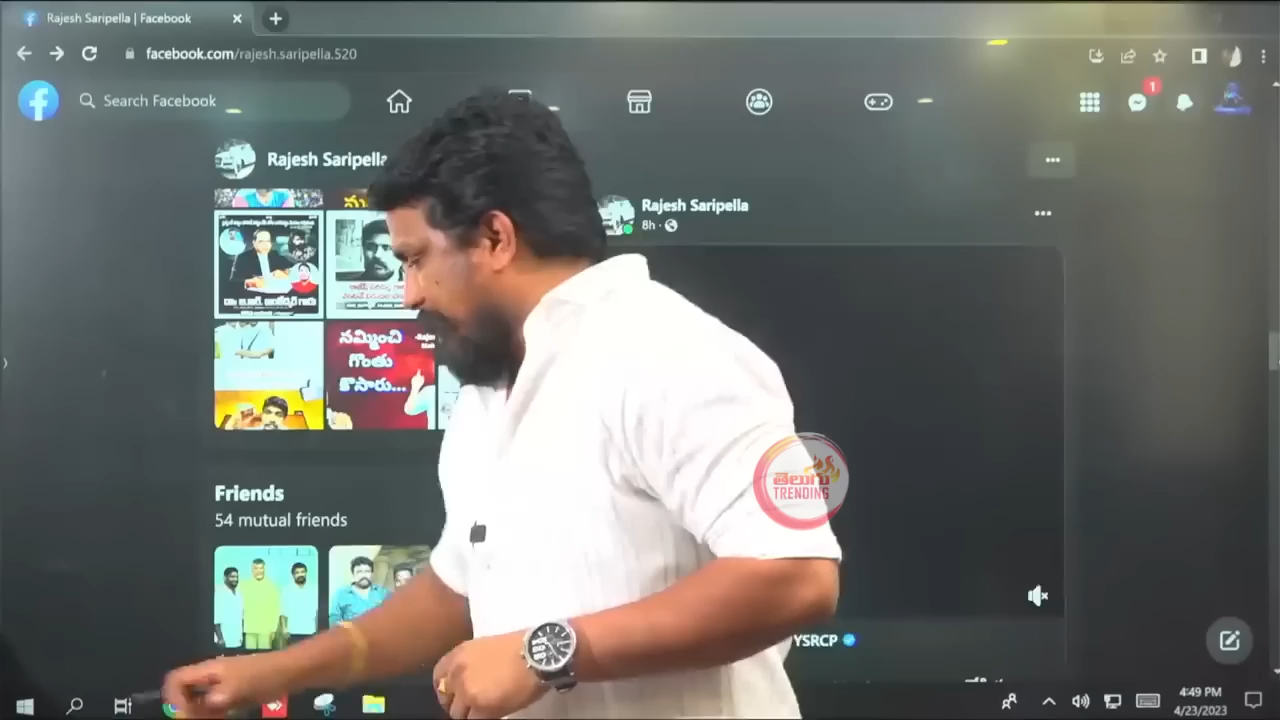 Rajesh Saripella | Facebook
facebook.com/rajesh.saripella.520
Search Facebook
1
Rajesh Saripella
Rajesh Saripella
8h
నమ్మించి
గొంతు
కోసారు...
తెలుగు
TRENDING
Friends
54 mutual friends
YSRCP
4:49 PM
4/23/2023